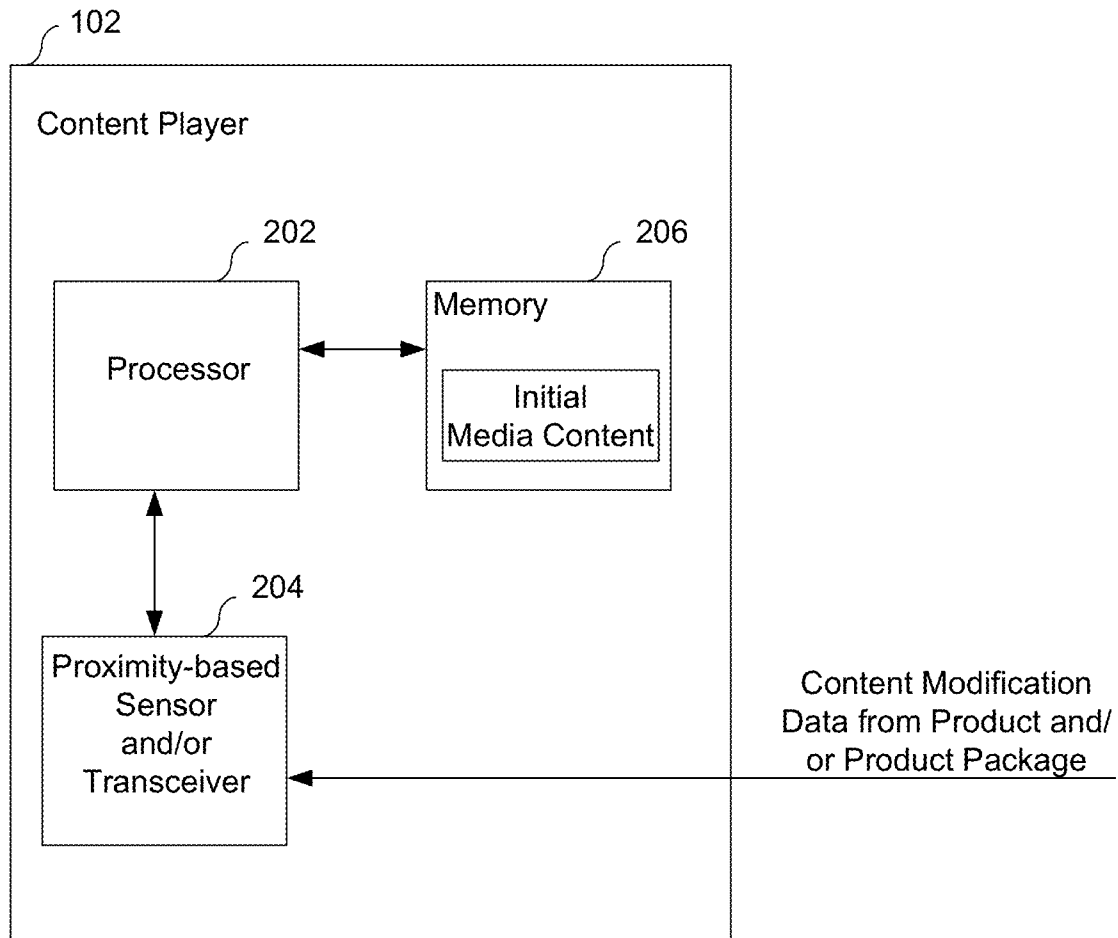 102
Content Player
202
206
Processor
Memory
Initial
Media Content
204
Proximity-based
Sensor
and/or
Transceiver
Content Modification
Data from Product and/
or Product Package